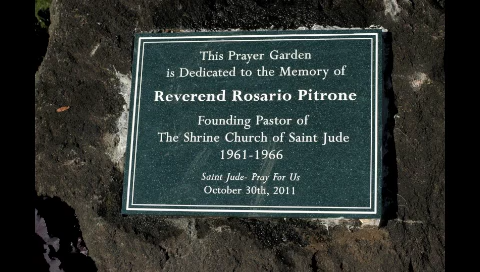 This Prayer Garden
is Dedicated to the Memory of
Reverend Rosario Pitrone
Founding Pastor of
The Shrine Church of Saint Jude
1961-1966
Saint Jude- Pray For Us
October 30th, 2011